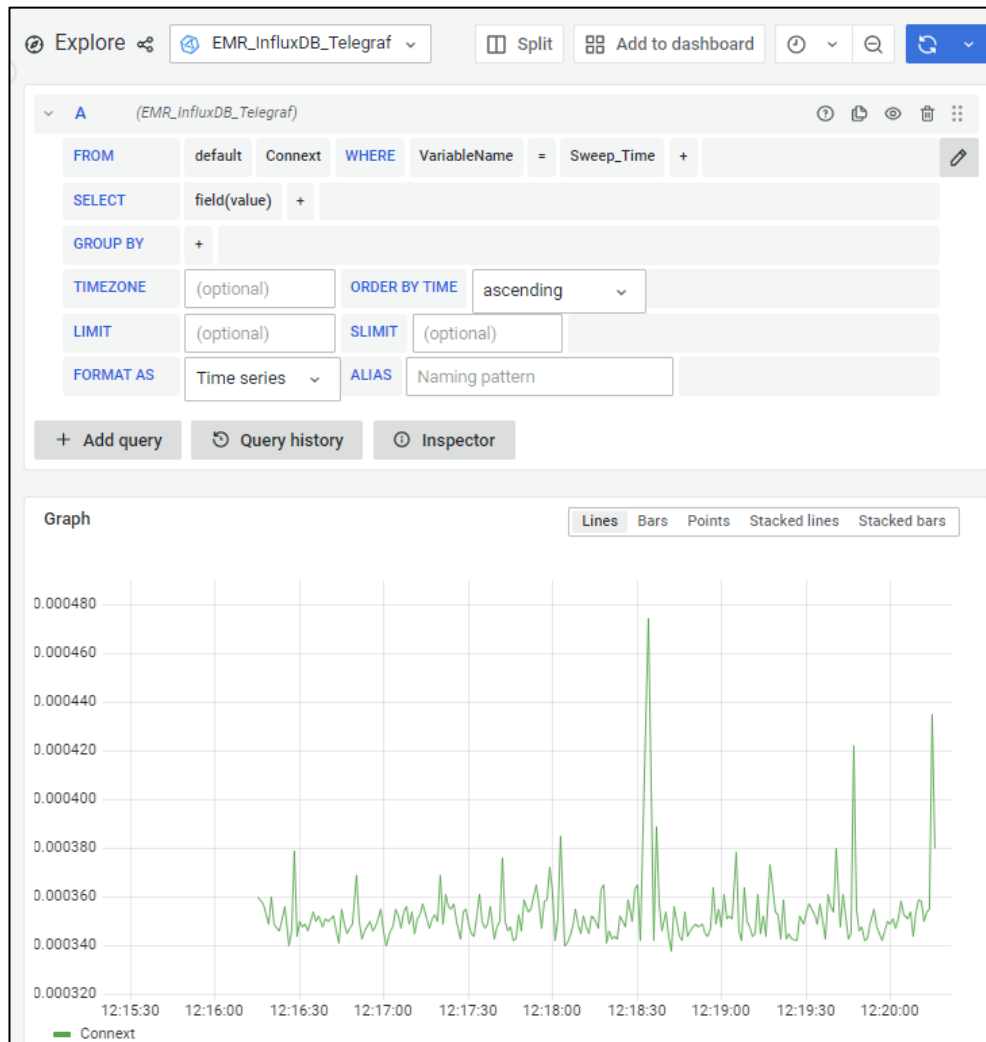 Explore EMR_InfluxDB_Telegraf Split Add to dashboard
A (EMR_InfluxDB_Telegraf)
FROM default Connext WHERE VariableName = Sweep_Time +
SELECT field(value) +
GROUP BY +
TIMEZONE (optional) ORDER BY TIME ascending
LIMIT (optional) SLIMIT (optional)
FORMAT AS Time series ALIAS Naming pattern
+ Add query Query history Inspector
Graph Lines Bars Points Stacked lines Stacked bars
0.000480
0.000460
0.000440
0.000420
0.000400
0.000380
0.000360
0.000340
0.000320
12:15:30 12:16:00 12:16:30 12:17:00 12:17:30 12:18:00 12:18:30 12:19:00 12:19:30 12:20:00
Connext